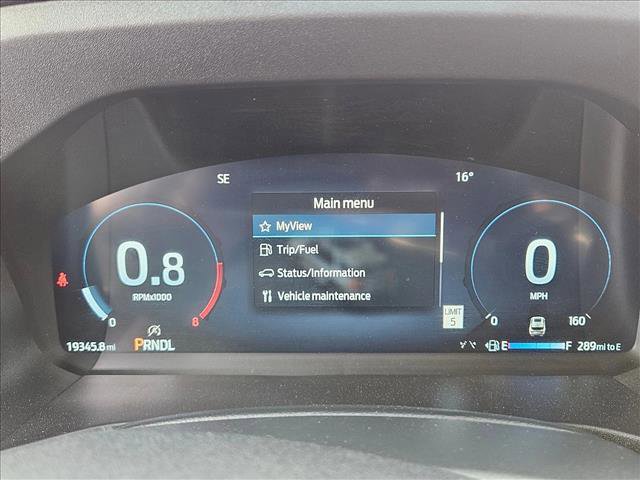 SE
16°
Main menu
MyView
Trip/Fuel
Status/Information
Vehicle maintenance
0.8
RPMx1000
0 8
0
MPH
0 160
LIMIT
5
19345.8 mi
PRNDL
E F 289 mi to E